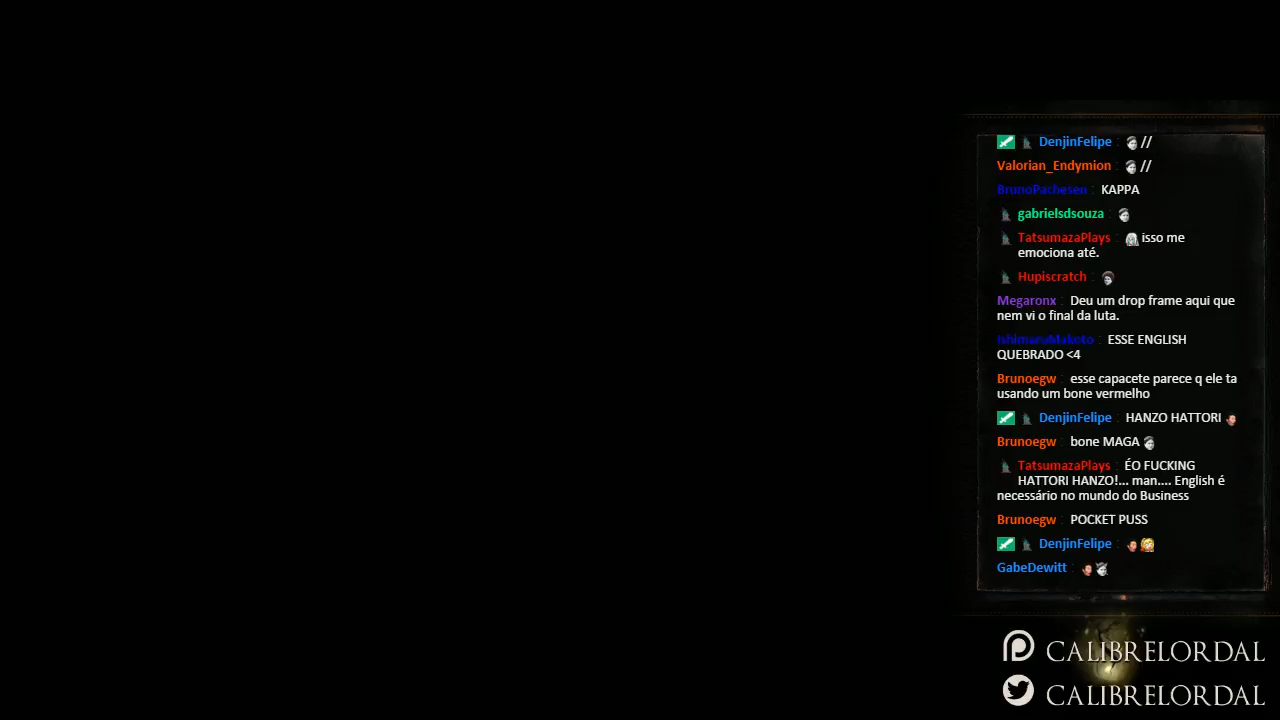 DenjinFelipe : //
Valorian_Endymion : //
BrunoPachesen : KAPPA
gabrielsdsouza :
TatsumazaPlays : isso me
emociona até.
Hupiscratch :
Megaronx : Deu um drop frame aqui que
nem vi o final da luta.
IshimaruMakoto : ESSE ENGLISH
QUEBRADO <4
Brunoegw : esse capacete parece q ele ta
usando um bone vermelho
DenjinFelipe : HANZO HATTORI
Brunoegw : bone MAGA
TatsumazaPlays : ÉO FUCKING
HATTORI HANZO!... man.... English é
necessário no mundo do Business
Brunoegw : POCKET PUSS
DenjinFelipe :
GabeDewitt :
CALIBRELORDAL
CALIBRELORDAL